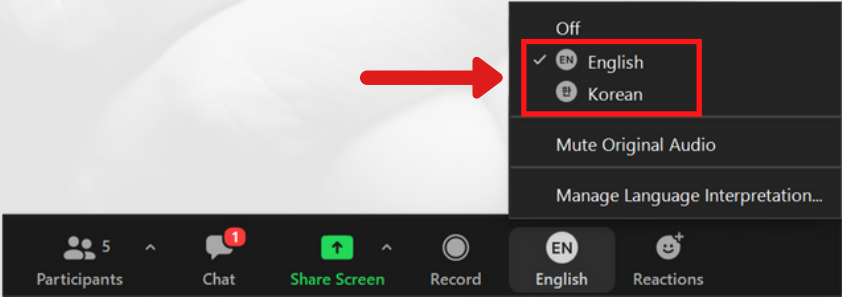 Off
EN English
한 Korean
Mute Original Audio
Manage Language Interpretation...
5
1
EN
Participants
Chat
Share Screen
Record
English
Reactions